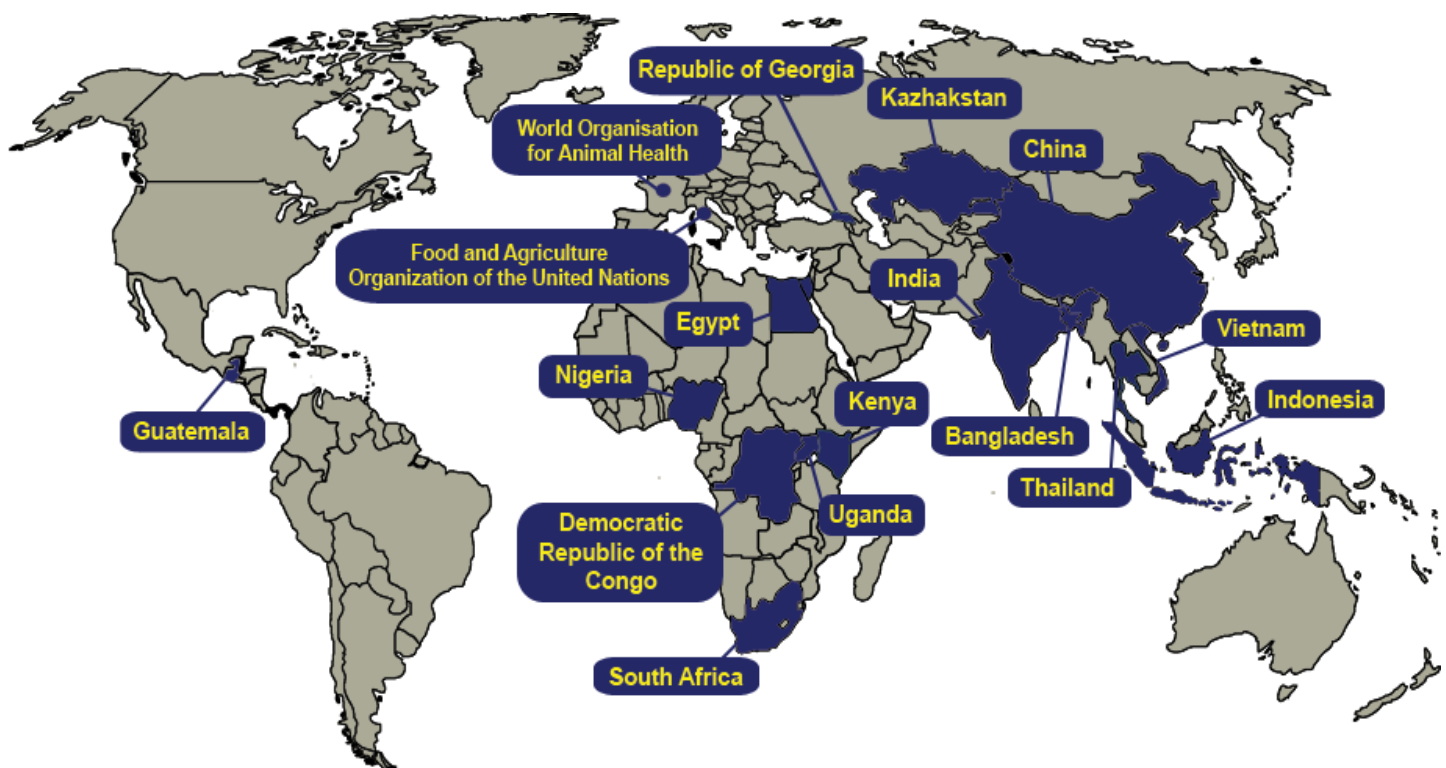 Republic of Georgia
Kazhakstan
World Organisation
for Animal Health
China
Food and Agriculture
Organization of the United Nations
India
Egypt
Vietnam
Nigeria
Kenya
Indonesia
Guatemala
Bangladesh
Thailand
Uganda
Democratic
Republic of the
Congo
South Africa